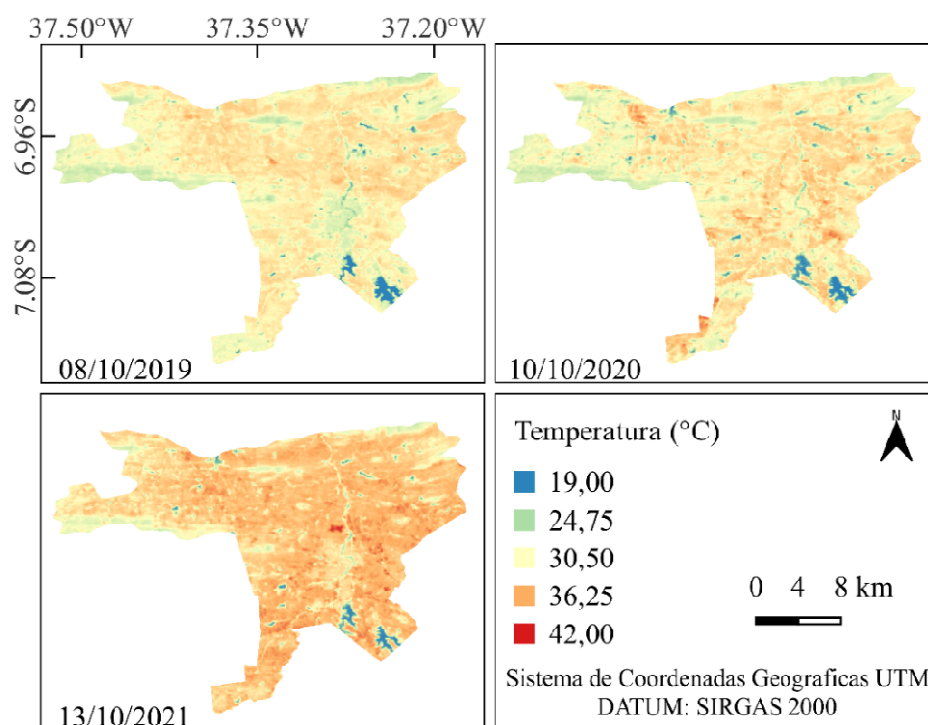 37.50°W 37.35°W 37.20°W
6.96°S
7.08°S
08/10/2019
10/10/2020
13/10/2021
Temperatura (°C)
N
19,00
24,75
30,50
36,25
42,00
0 4 8 km
Sistema de Coordenadas Geograficas UTM
DATUM: SIRGAS 2000